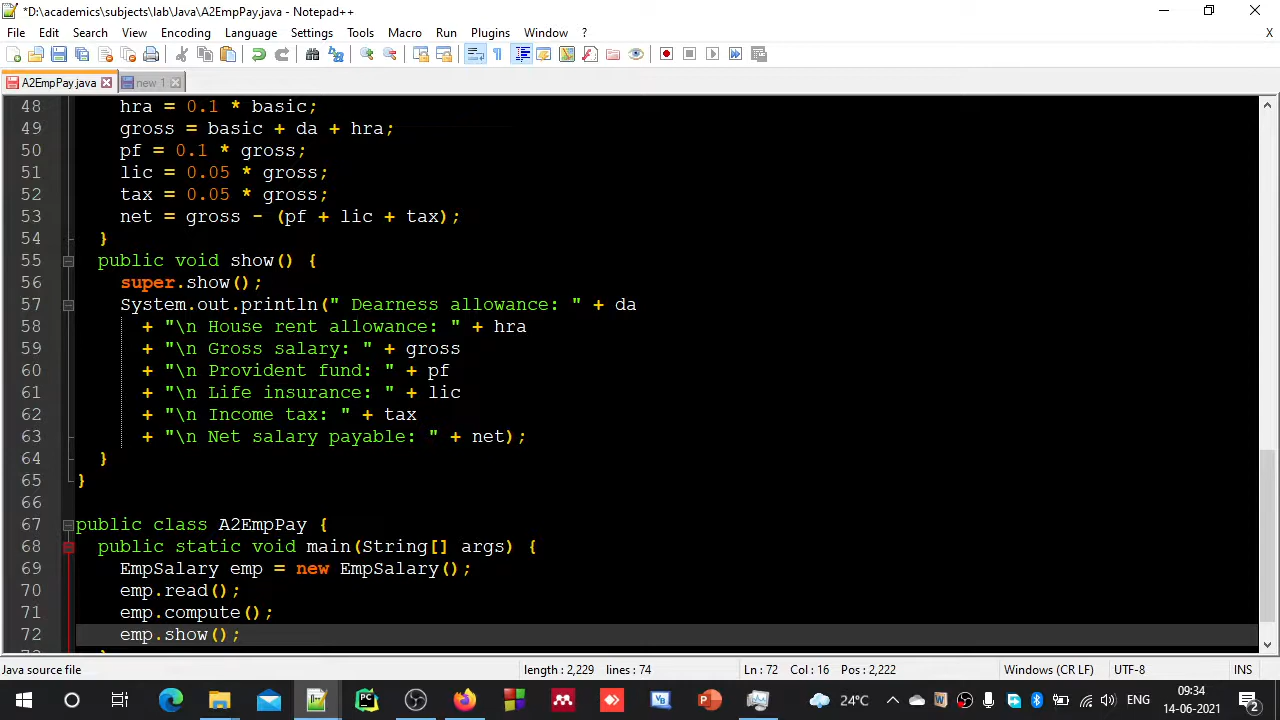 *D:\academics\subjects\lab\Java\A2EmpPay.java - Notepad++
File Edit Search View Encoding Language Settings Tools Macro Run Plugins Window ? X
A2EmpPay.java new 1
48 hra = 0.1 * basic;
49 gross = basic + da + hra;
50 pf = 0.1 * gross;
51 lic = 0.05 * gross;
52 tax = 0.05 * gross;
53 net = gross - (pf + lic + tax);
54 }
55 public void show() {
56 super.show();
57 System.out.println(" Dearness allowance: " + da
58 + "\n House rent allowance: " + hra
59 + "\n Gross salary: " + gross
60 + "\n Provident fund: " + pf
61 + "\n Life insurance: " + lic
62 + "\n Income tax: " + tax
63 + "\n Net salary payable: " + net);
64 }
65 }
66
67 public class A2EmpPay {
68 public static void main(String[] args) {
69 EmpSalary emp = new EmpSalary();
70 emp.read();
71 emp.compute();
72 emp.show();
Java source file length : 2,229 lines : 74 Ln : 72 Col : 16 Pos : 2,222 Windows (CR LF) UTF-8 INS
24°C ENG 09:34
14-06-2021 2